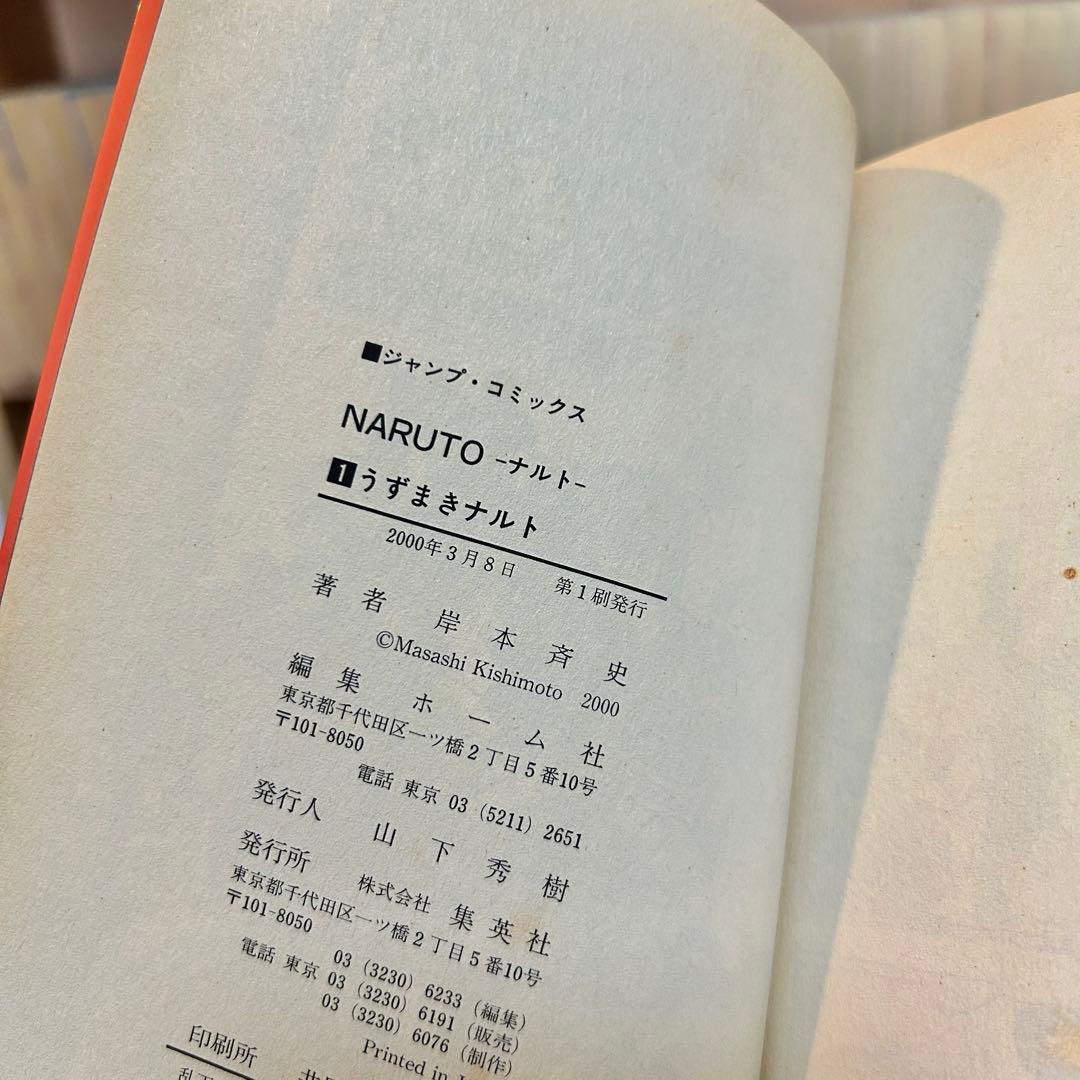 ■ジャンプ・コミックス
NARUTO -ナルト-
1 うずまきナルト
2000年3月8日 第1刷発行
著者 岸本斉史
©Masashi Kishimoto 2000
編集 ホーム社
東京都千代田区一ツ橋2丁目5番10号
〒101-8050
電話 東京 03 (5211) 2651
発行人 山下秀樹
発行所 株式会社 集英社
東京都千代田区一ツ橋2丁目5番10号
〒101-8050
03 (3230) 6233 (編集)
電話 東京 03 (3230) 6191 (販売)
03 (3230) 6076 (制作)
Printed in
印刷所